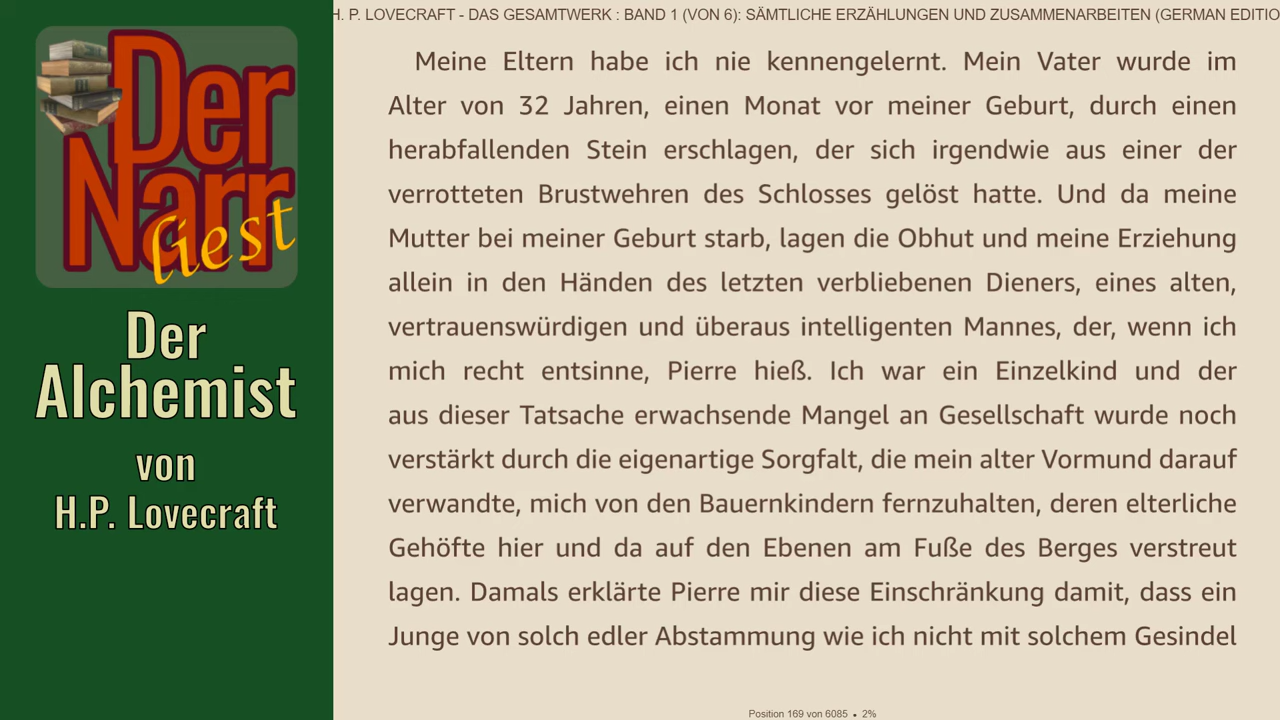 Der
Narr
liest
Der
Alchemist
von
H.P. Lovecraft
H. P. LOVECRAFT - DAS GESAMTWERK : BAND 1 (VON 6): SÄMTLICHE ERZÄHLUNGEN UND ZUSAMMENARBEITEN (GERMAN EDITIO
Meine Eltern habe ich nie kennengelernt. Mein Vater wurde im
Alter von 32 Jahren, einen Monat vor meiner Geburt, durch einen
herabfallenden Stein erschlagen, der sich irgendwie aus einer der
verrotteten Brustwehren des Schlosses gelöst hatte. Und da meine
Mutter bei meiner Geburt starb, lagen die Obhut und meine Erziehung
allein in den Händen des letzten verbliebenen Dieners, eines alten,
vertrauenswürdigen und überaus intelligenten Mannes, der, wenn ich
mich recht entsinne, Pierre hieß. Ich war ein Einzelkind und der
aus dieser Tatsache erwachsende Mangel an Gesellschaft wurde noch
verstärkt durch die eigenartige Sorgfalt, die mein alter Vormund darauf
verwandte, mich von den Bauernkindern fernzuhalten, deren elterliche
Gehöfte hier und da auf den Ebenen am Fuße des Berges verstreut
lagen. Damals erklärte Pierre mir diese Einschränkung damit, dass ein
Junge von solch edler Abstammung wie ich nicht mit solchem Gesindel
Position 169 von 6085 • 2%